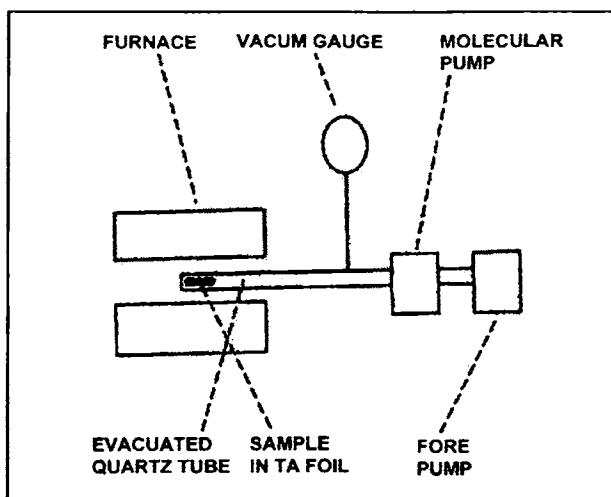 FURNACE
VACUM GAUGE
MOLECULAR
PUMP
EVACUATED
QUARTZ TUBE
SAMPLE
IN TA FOIL
FORE
PUMP